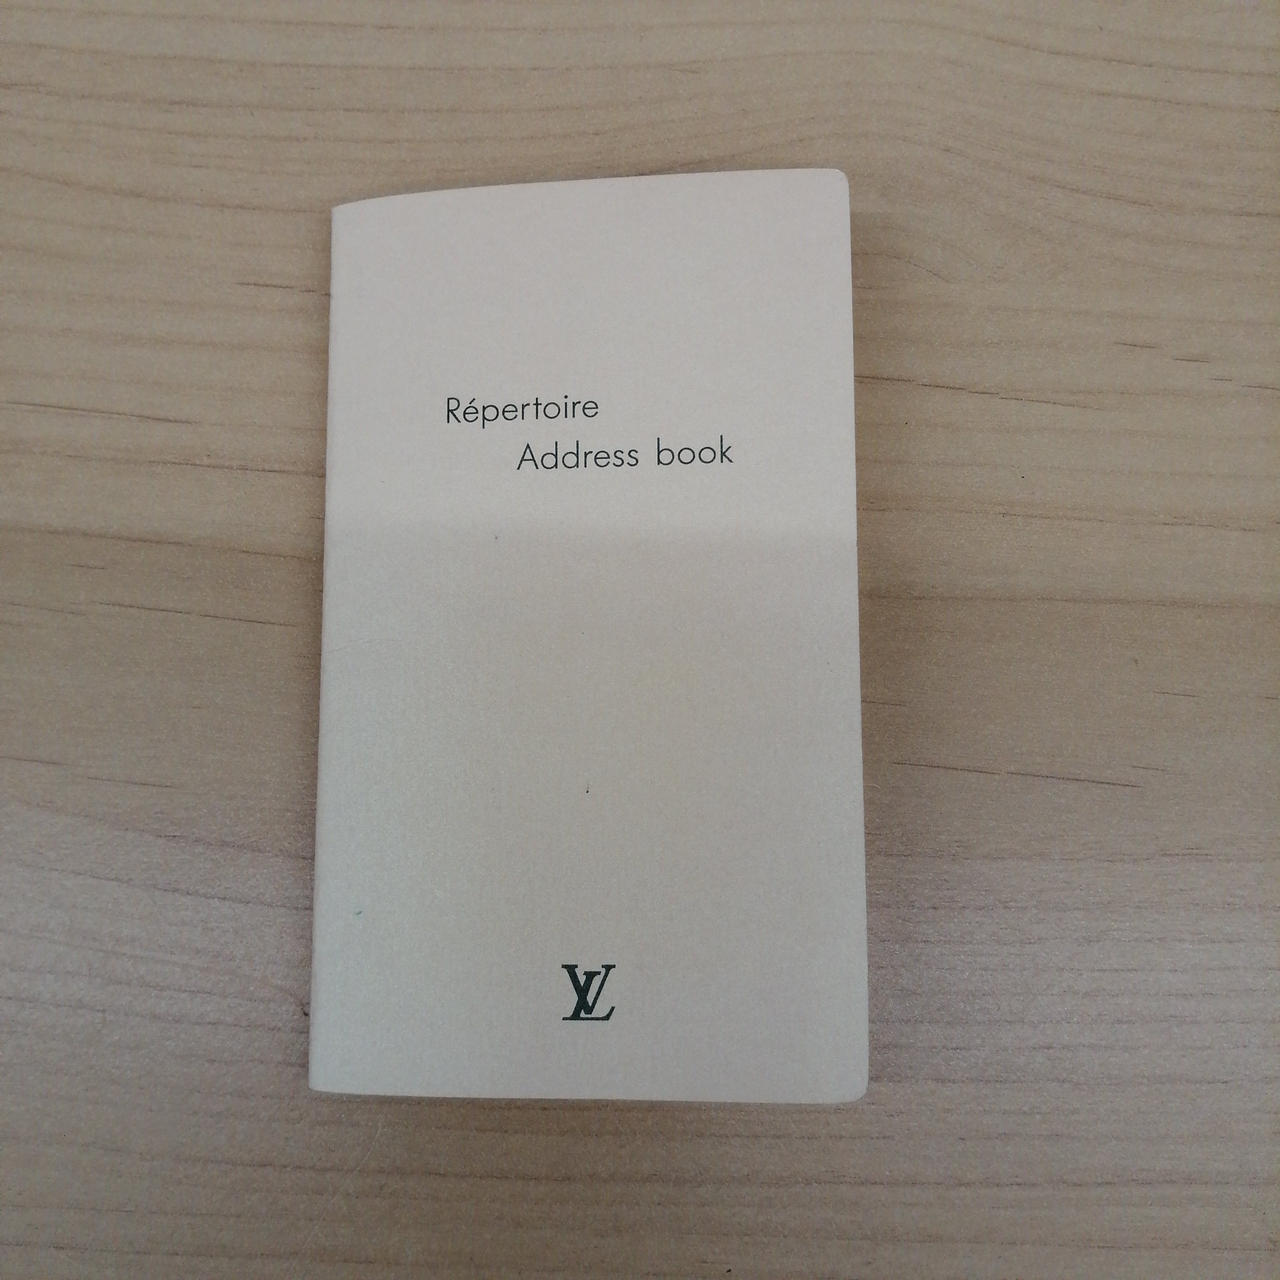 Répertoire
Address book
LV